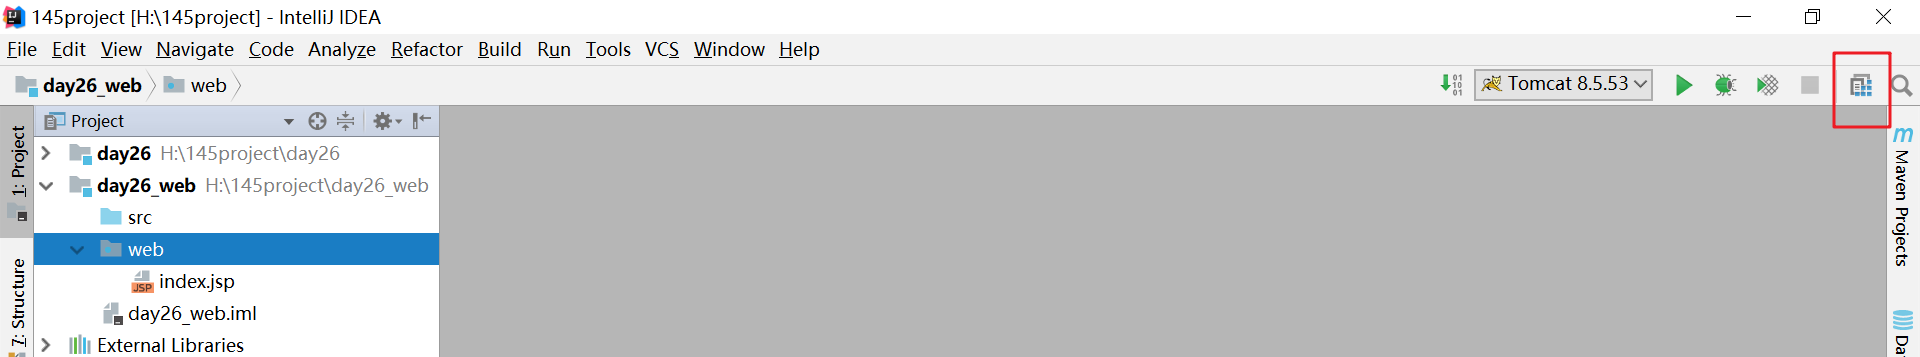 145project [H:\145project] - IntelliJ IDEA
File Edit View Navigate Code Analyze Refactor Build Run Tools VCS Window Help
day26_web web Tomcat 8.5.53
Project
1: Project
7: Structure
day26 H:\145project\day26
day26_web H:\145project\day26_web
src
web
JSP index.jsp
day26_web.iml
External Libraries
m Maven Projects